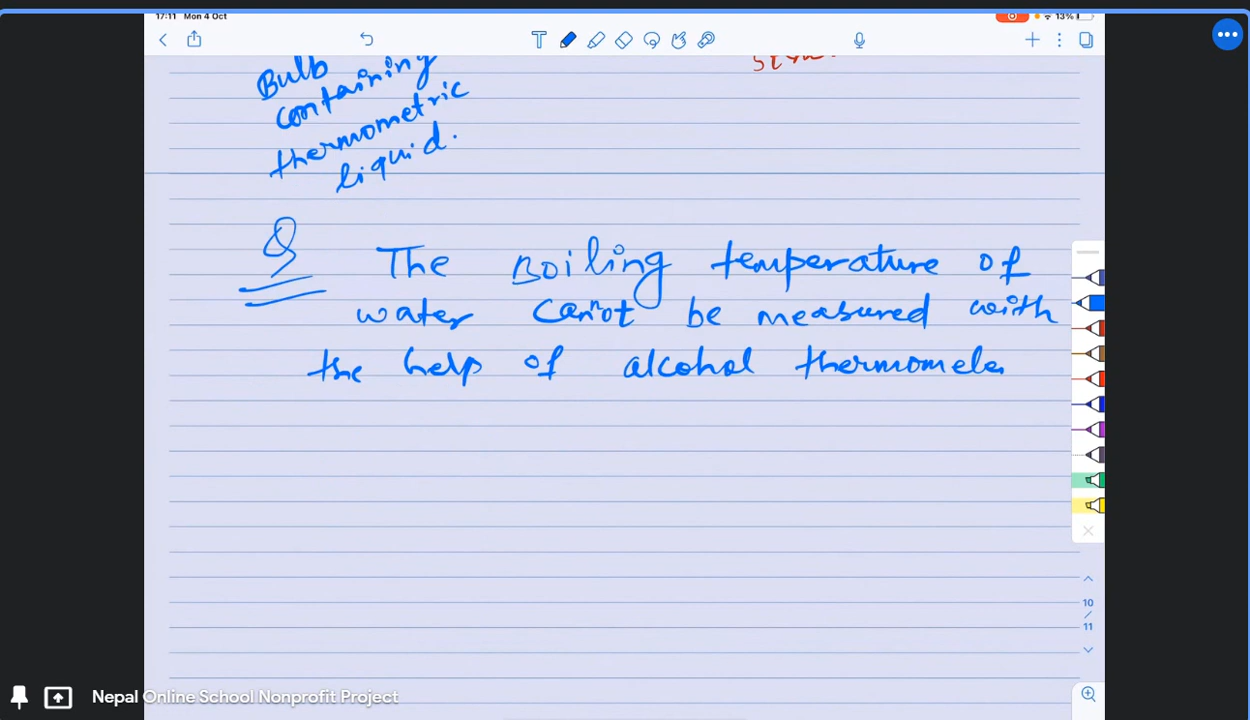 17:11 Mon 4 Oct
13%
Bulb
containing
thermometric
liquid.
Q The Boiling temperature of
water cannot be measured with
the help of alcohol thermometer
10
/
11
Nepal Online School Nonprofit Project